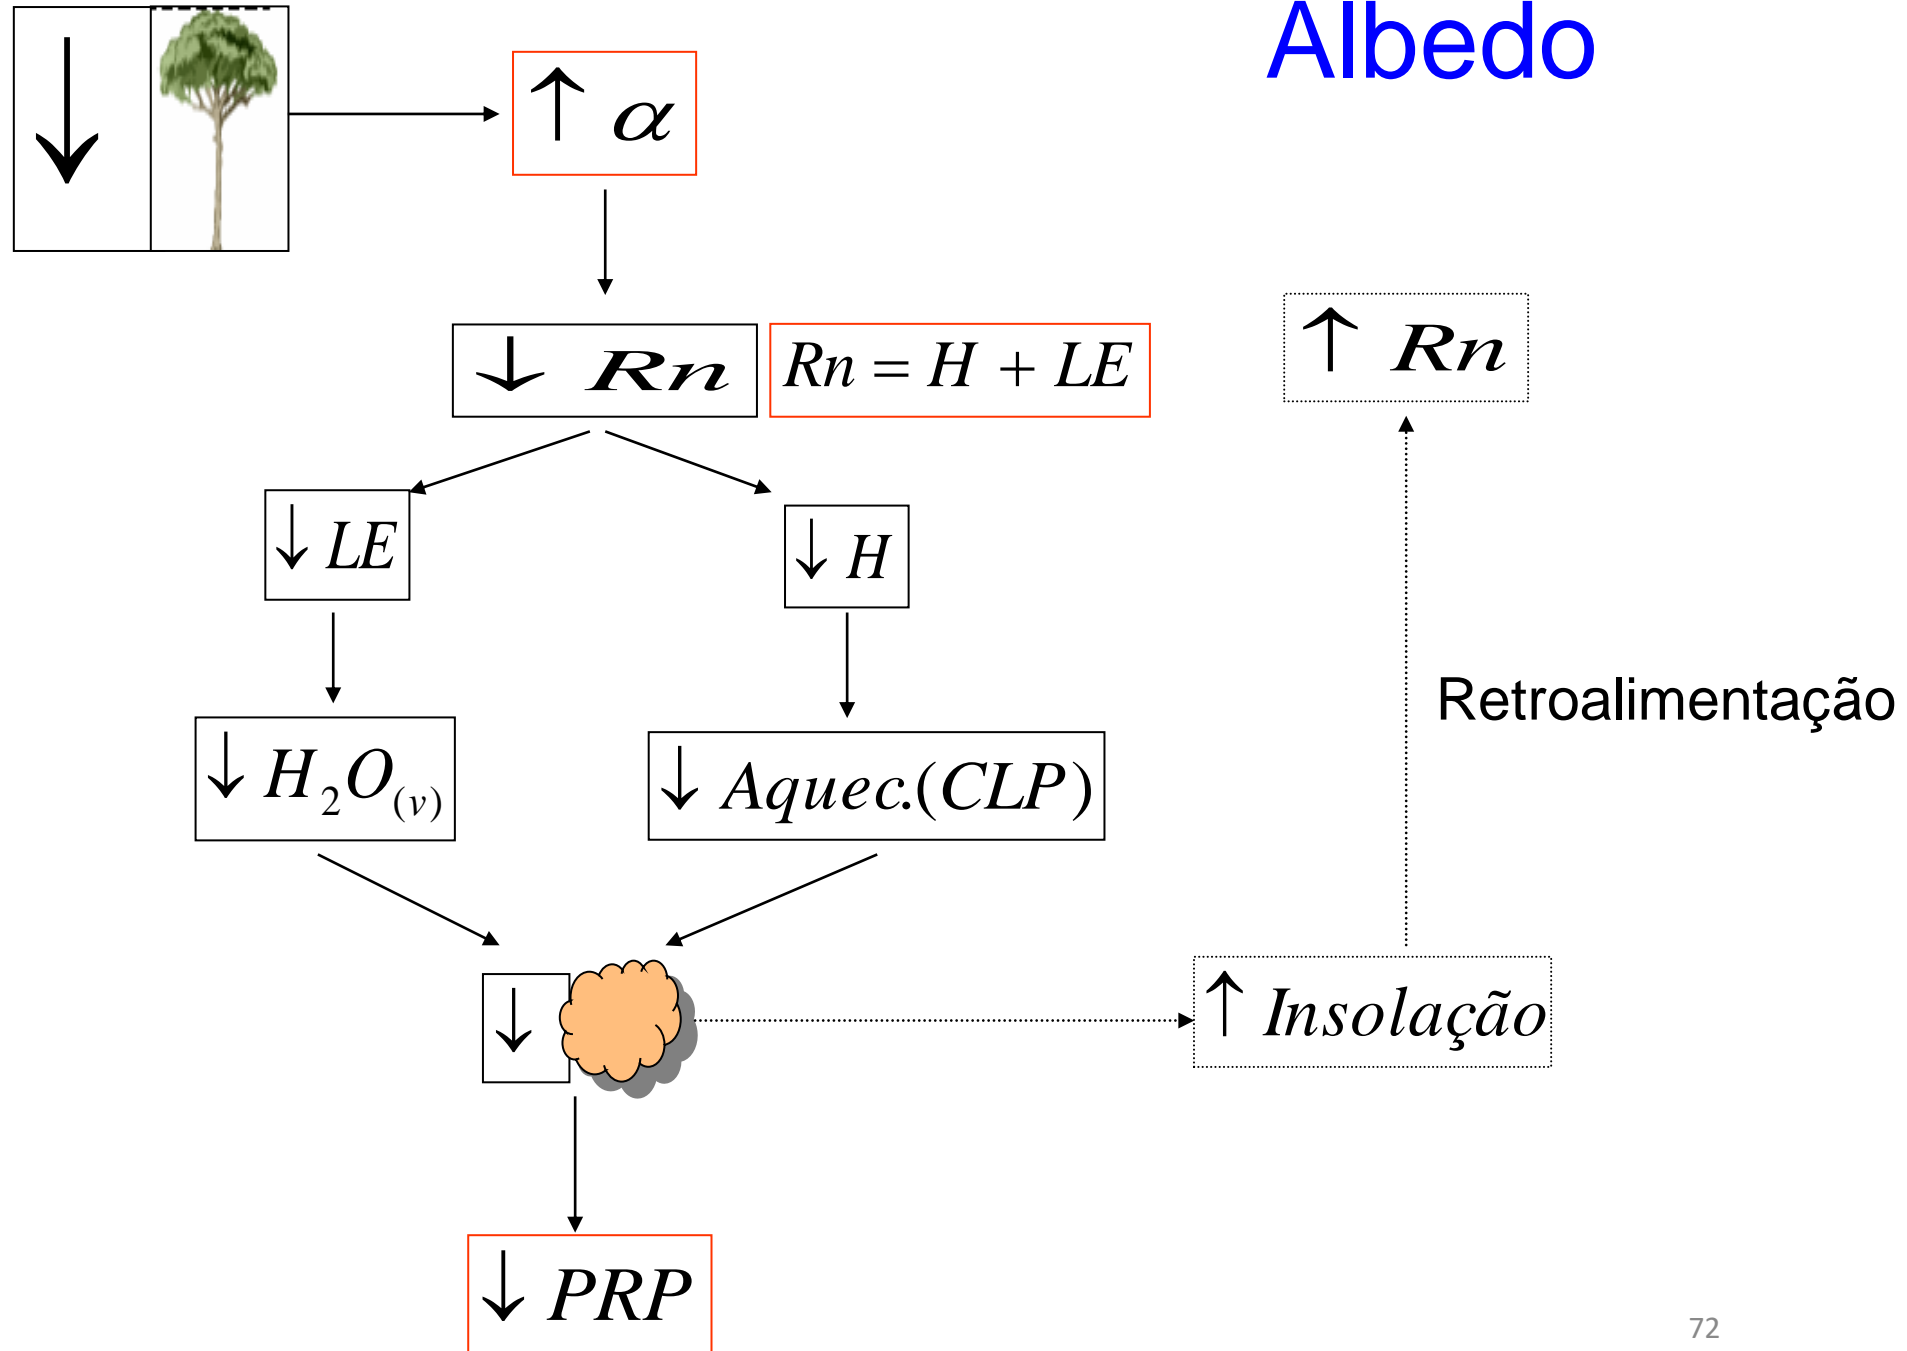 Albedo
↑ α
↓ Rn
Rn = H + LE
↑ Rn
↓ LE
↓ H
Retroalimentação
↓ H₂O₍ᵥ₎
↓ Aquec.(CLP)
↓
↑ Insolação
↓ PRP
72